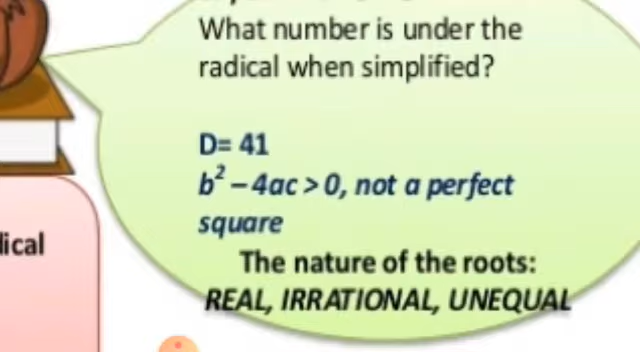 What number is under the
radical when simplified?
D= 41
b² – 4ac > 0, not a perfect
square
The nature of the roots:
REAL, IRRATIONAL, UNEQUAL